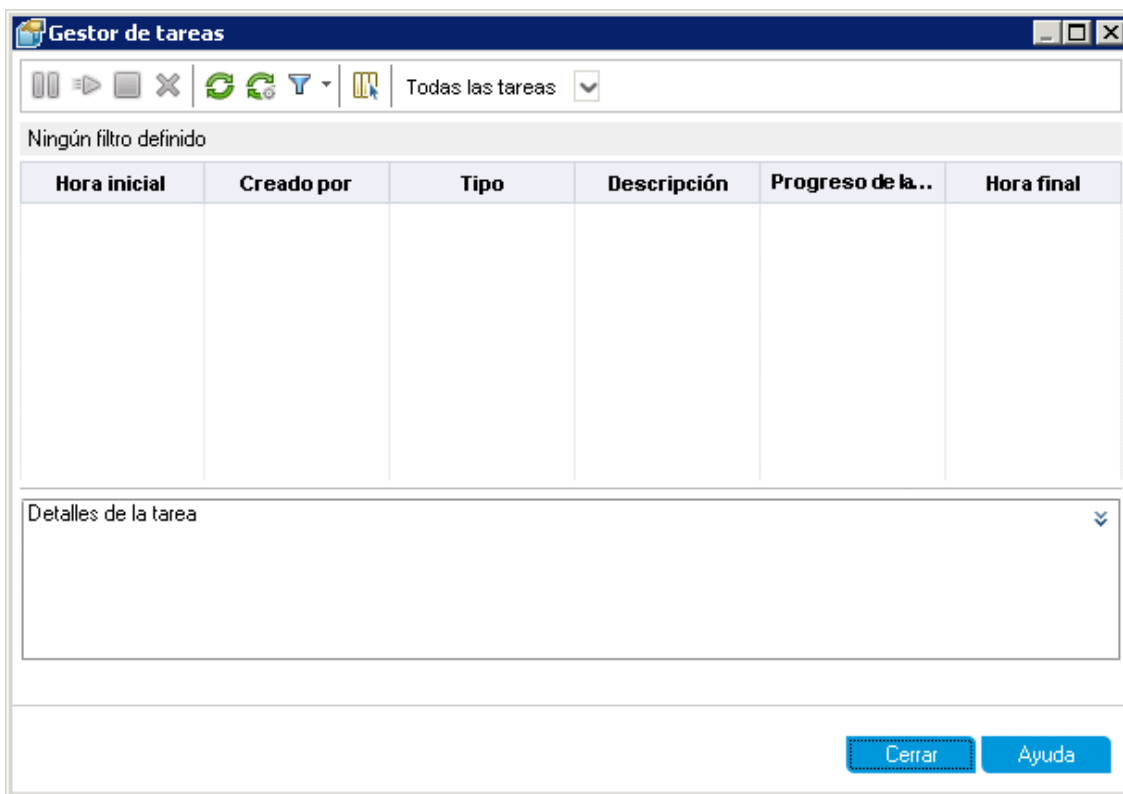 Gestor de tareas
Todas las tareas
Ningún filtro definido
Hora inicial Creado por Tipo Descripción Progreso de la... Hora final
Detalles de la tarea
Cerrar Ayuda